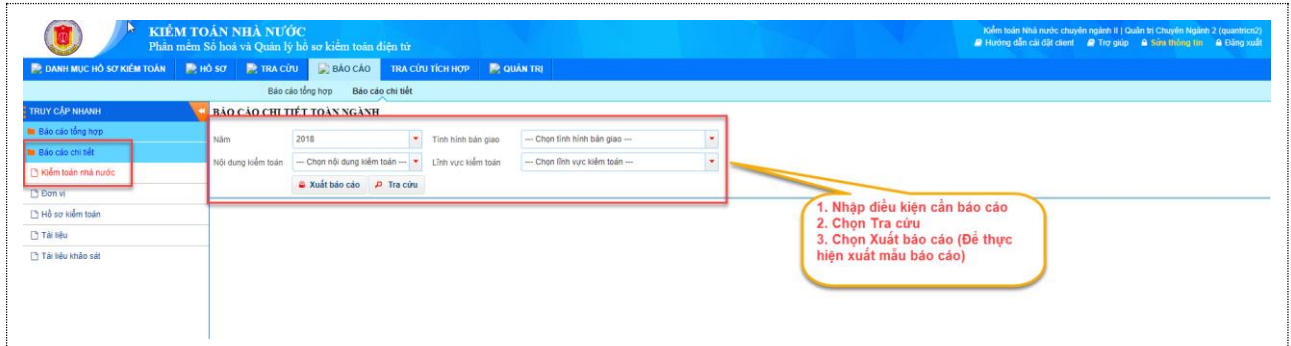 KIỂM TOÁN NHÀ NƯỚC
Phần mềm Số hoá và Quản lý hồ sơ kiểm toán điện tử
Kiểm toán Nhà nước chuyên ngành II | Quản trị Chuyên Ngành 2 (quantricn2)
Hướng dẫn cài đặt client Trợ giúp Sửa thông tin Đăng xuất
DANH MỤC HỒ SƠ KIỂM TOÁN HỒ SƠ TRA CỨU BÁO CÁO TRA CỨU TÍCH HỢP QUẢN TRỊ
Báo cáo tổng hợp Báo cáo chi tiết
TRUY CẬP NHANH
Báo cáo tổng hợp
Báo cáo chi tiết
Kiểm toán nhà nước
Đơn vị
Hồ sơ kiểm toán
Tài liệu
Tài liệu khảo sát
BÁO CÁO CHI TIẾT TOÀN NGÀNH
Năm 2018 Tình hình bàn giao --- Chọn tình hình bàn giao ---
Nội dung kiểm toán --- Chọn nội dung kiểm toán --- Lĩnh vực kiểm toán --- Chọn lĩnh vực kiểm toán ---
Xuất báo cáo Tra cứu
1. Nhập điều kiện cần báo cáo
2. Chọn Tra cứu
3. Chọn Xuất báo cáo (Để thực
hiện xuất mẫu báo cáo)